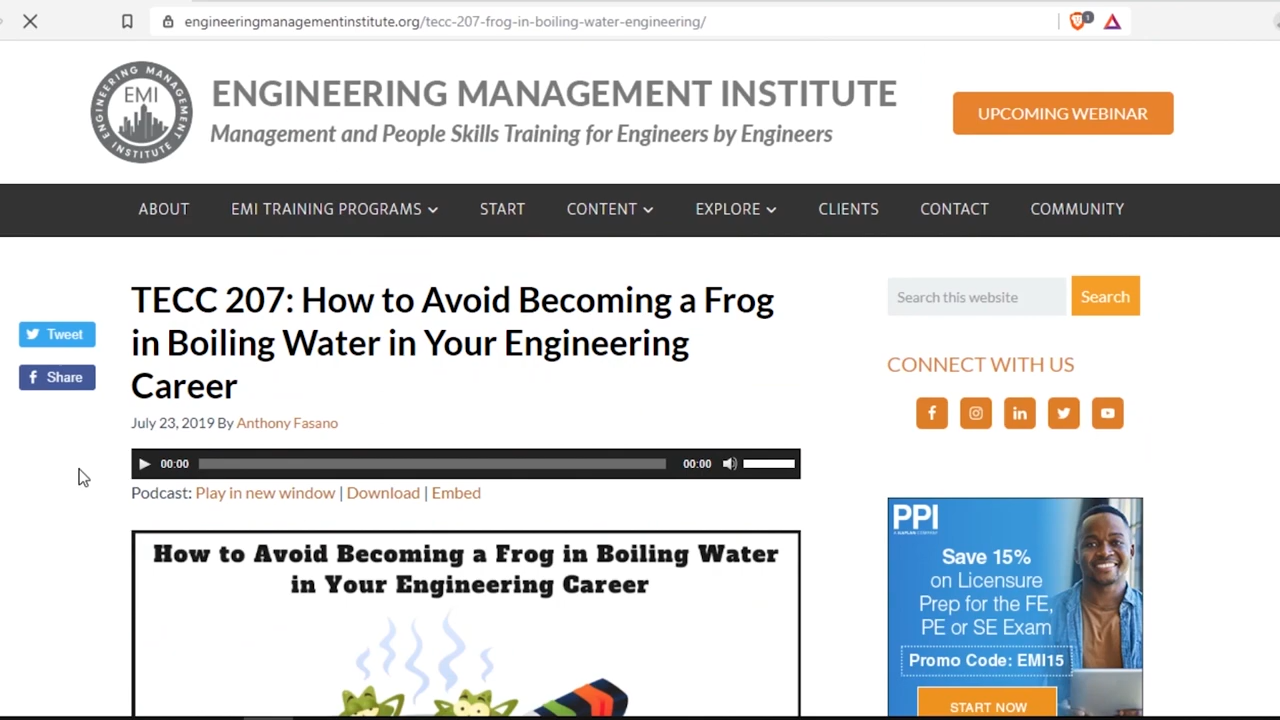 engineeringmanagementinstitute.org/tecc-207-frog-in-boiling-water-engineering/
1
ENGINEERING MANAGEMENT INSTITUTE
EMI
ENGINEERING MANAGEMENT INSTITUTE
Management and People Skills Training for Engineers by Engineers
UPCOMING WEBINAR
ABOUT EMI TRAINING PROGRAMS START CONTENT EXPLORE CLIENTS CONTACT COMMUNITY
Tweet
Share
TECC 207: How to Avoid Becoming a Frog
in Boiling Water in Your Engineering
Career
July 23, 2019 By Anthony Fasano
00:00 00:00
Podcast: Play in new window | Download | Embed
How to Avoid Becoming a Frog in Boiling Water
in Your Engineering Career
Search this website Search
CONNECT WITH US
PPI
Save 15%
on Licensure
Prep for the FE,
PE or SE Exam
Promo Code: EMI15
START NOW